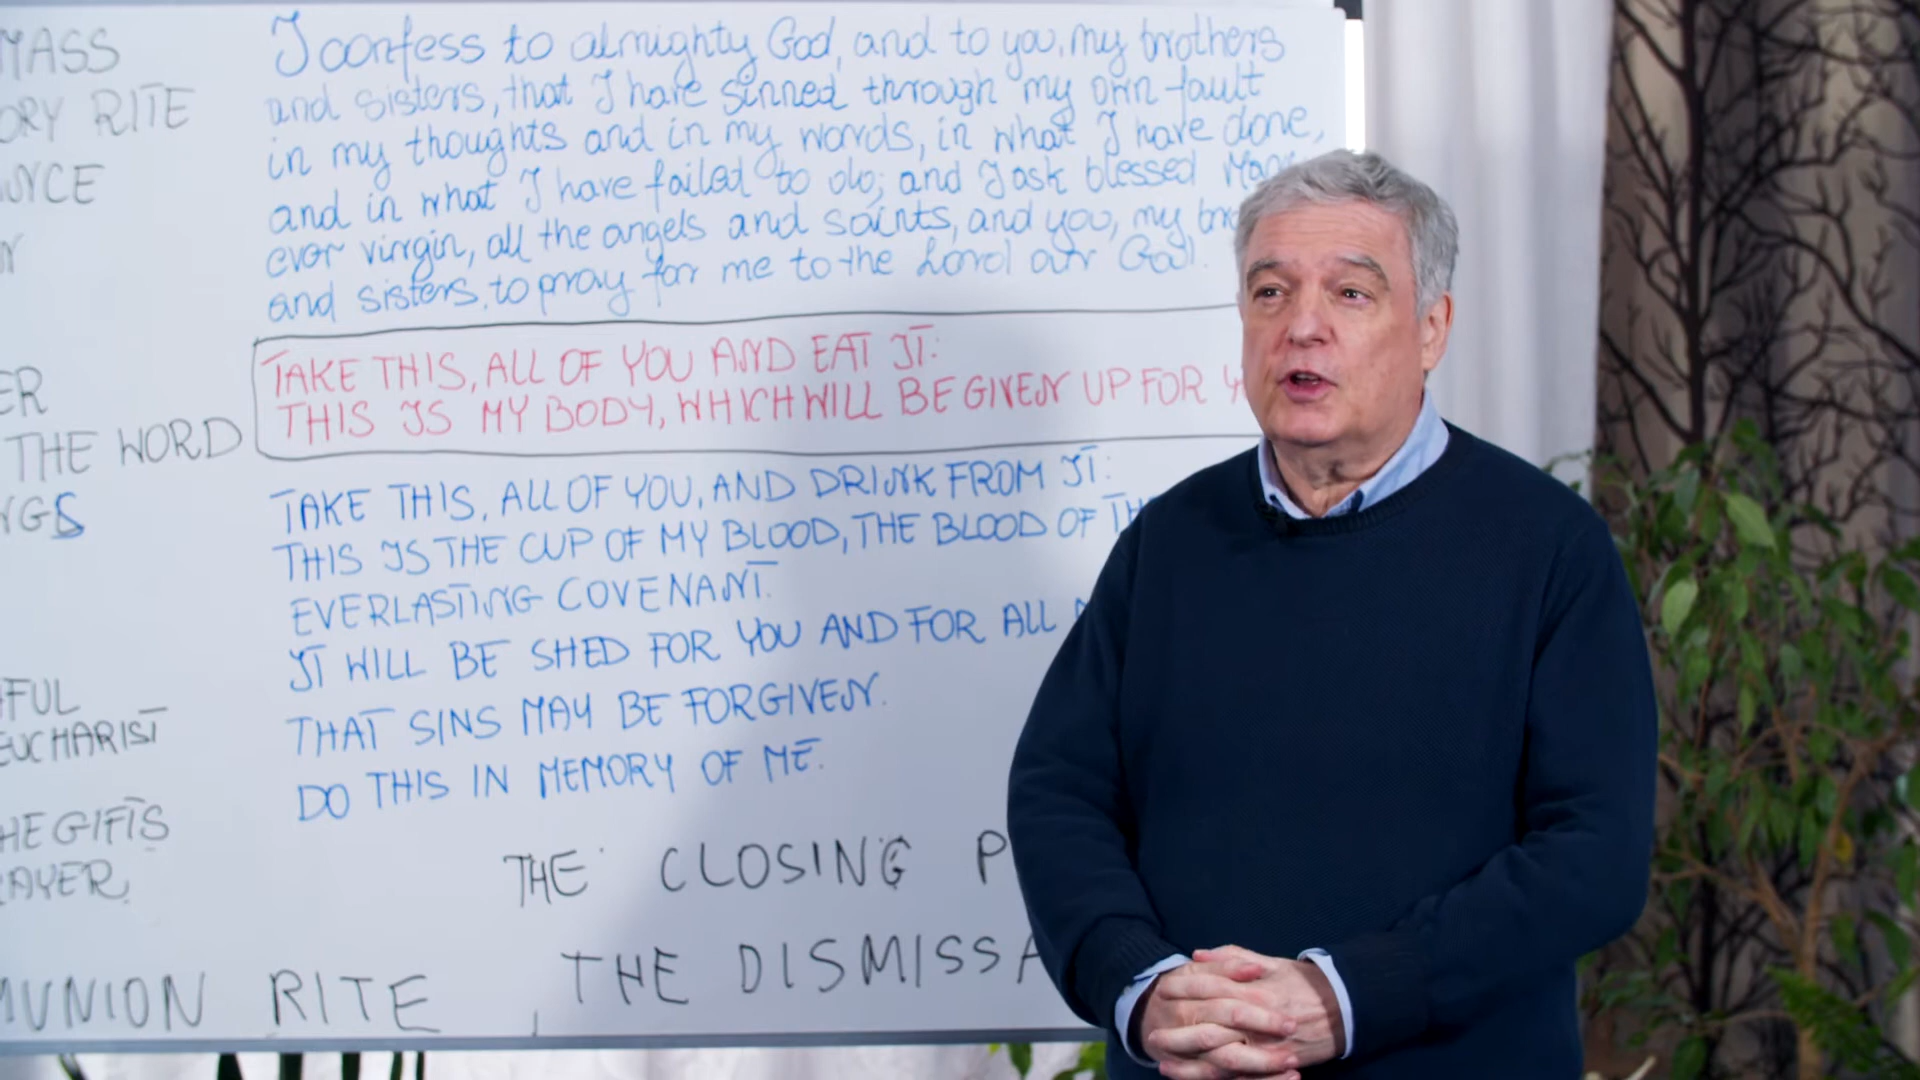 MASS
ORY RITE
ER
THE WORD
NGS
FUL
EUCHARIST
HE GIFTS
RAYER,
MUNION RITE
I confess to almighty God, and to you, my brothers
and sisters, that I have sinned through my own fault
in my thoughts and in my words, in what I have done,
and in what I have failed to do; and I ask blessed Mary
ever virgin, all the angels and saints, and you, my bro
and sisters, to pray for me to the Lord our God.
TAKE THIS, ALL OF YOU AND EAT IT:
THIS IS MY BODY, WHICH WILL BE GIVEN UP FOR Y
TAKE THIS, ALL OF YOU, AND DRINK FROM IT:
THIS IS THE CUP OF MY BLOOD, THE BLOOD OF TH
EVERLASTING COVENANT.
IT WILL BE SHED FOR YOU AND FOR ALL
THAT SINS MAY BE FORGIVEN.
DO THIS IN MEMORY OF ME.
THE CLOSING P
THE DISMISSA